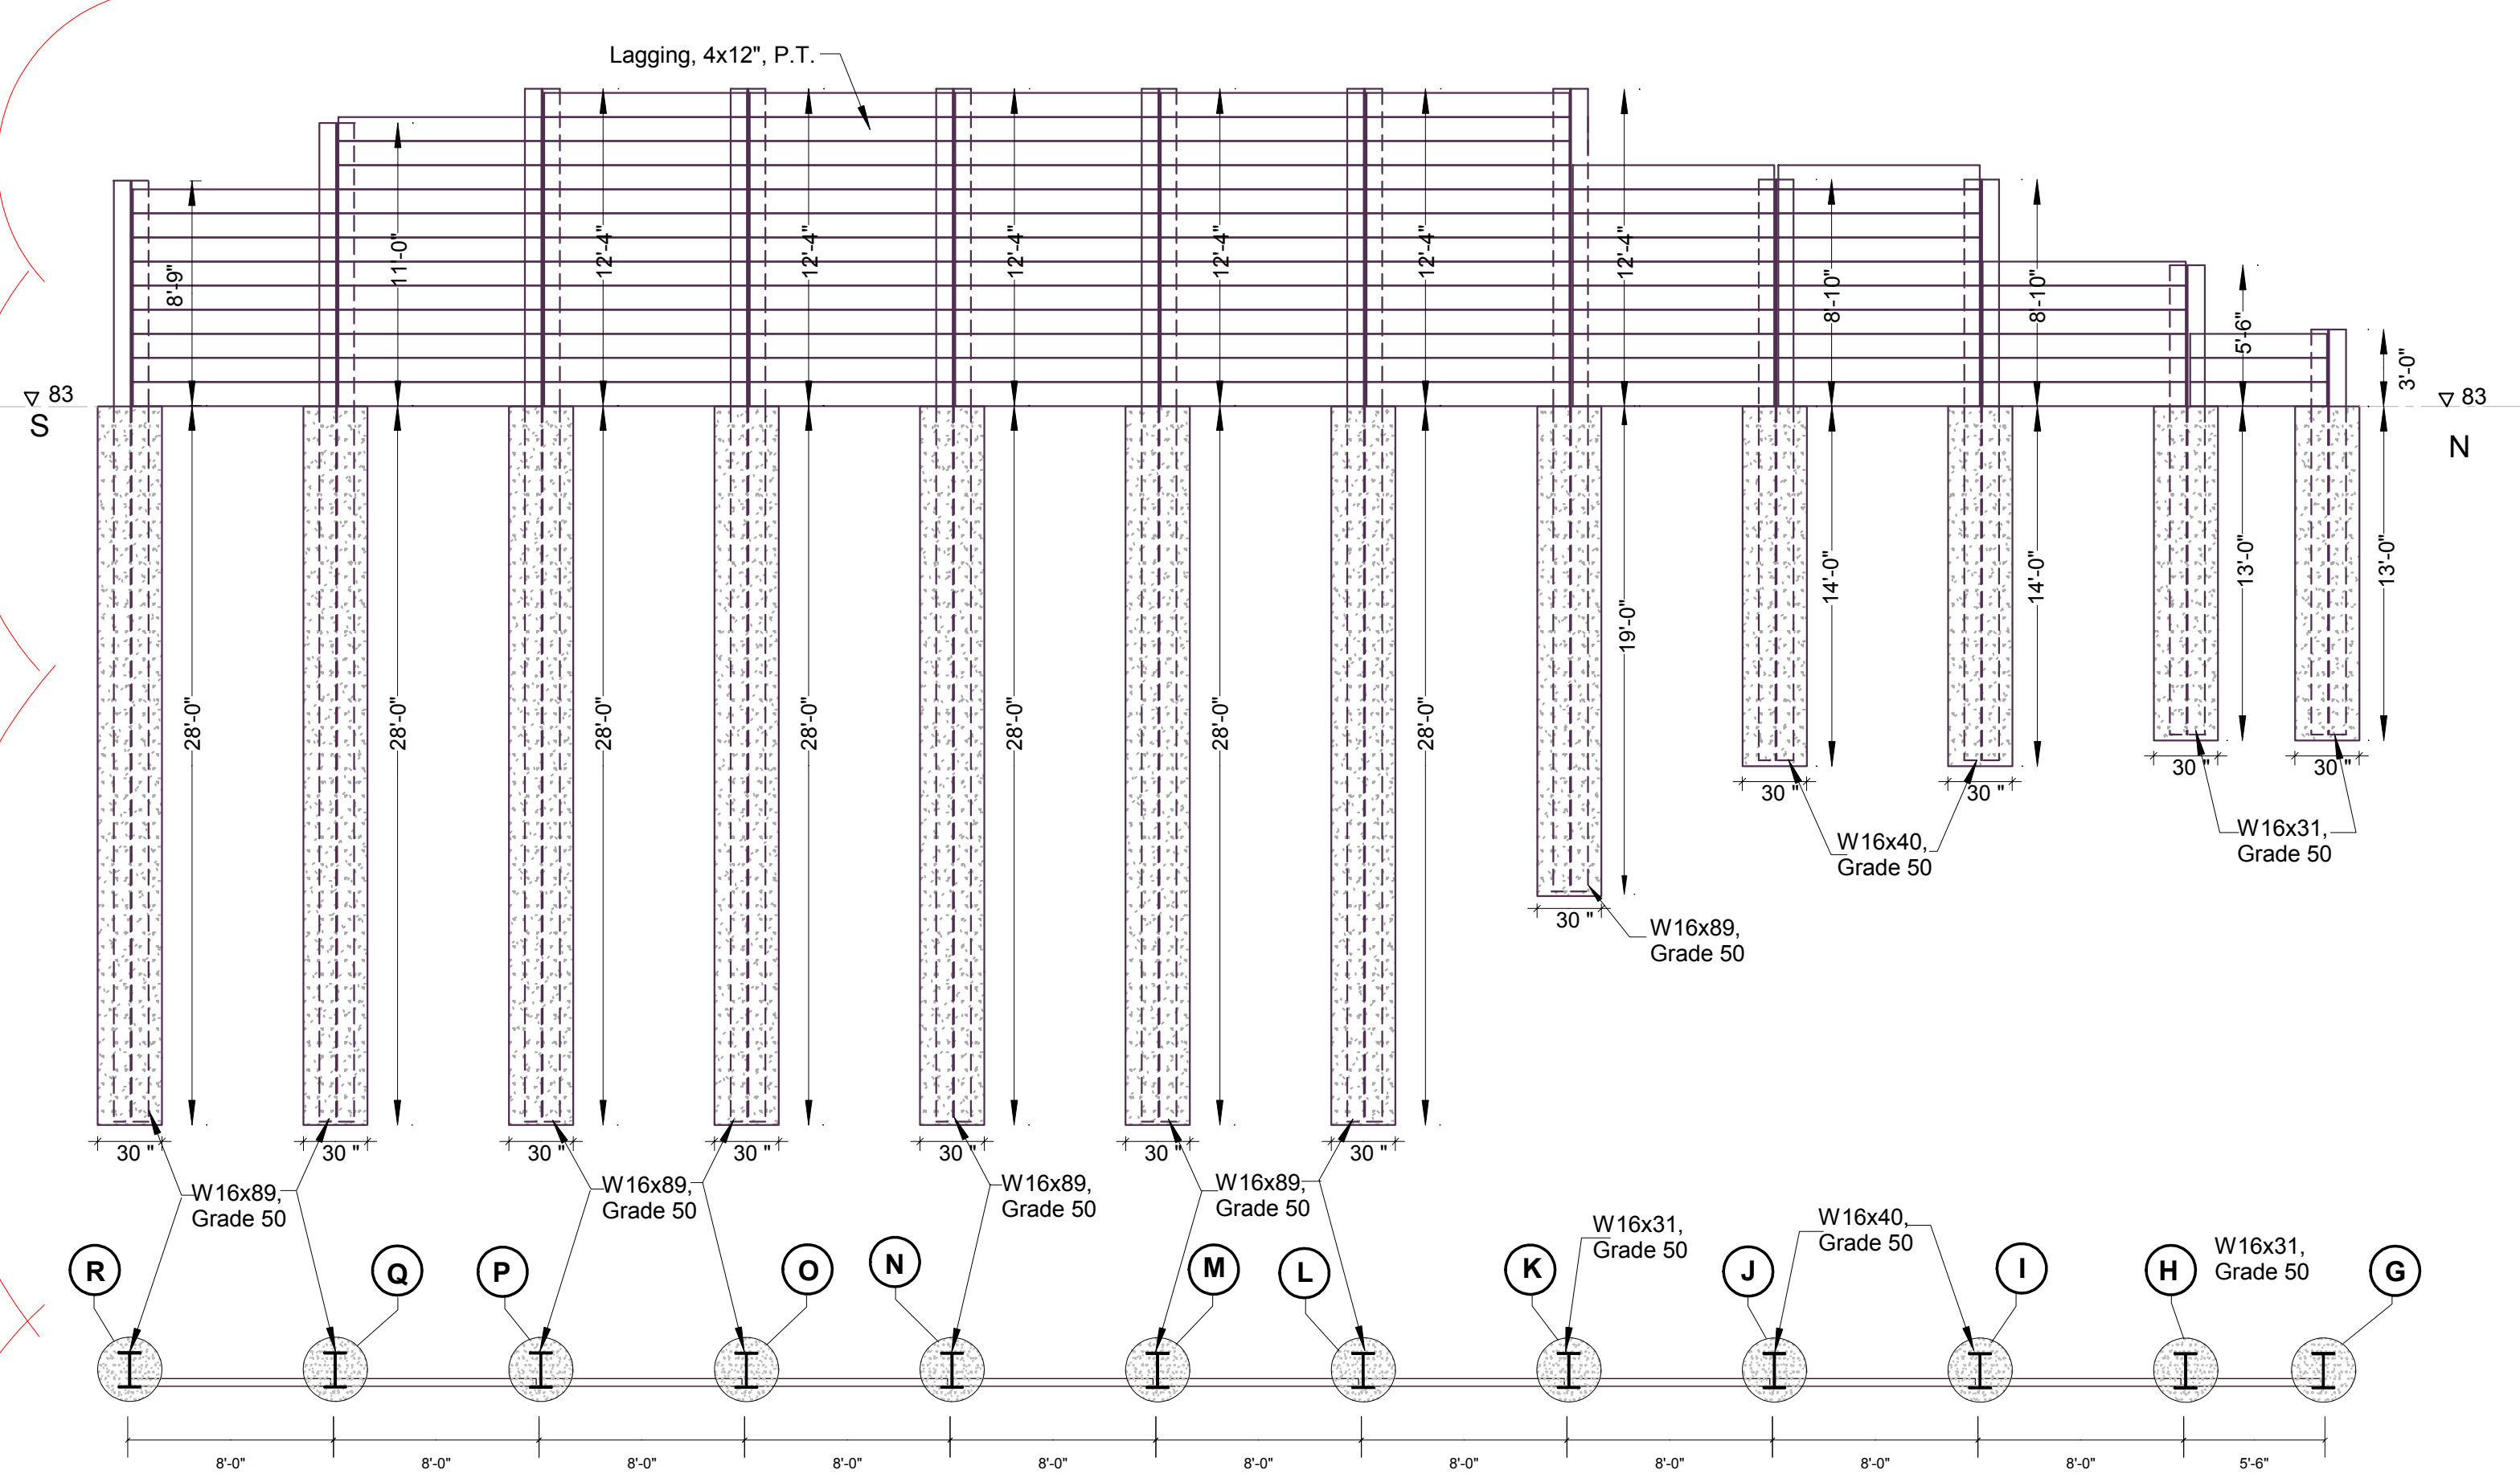 Lagging, 4x12", P.T.
8'-9"
11'-0"
12'-4"
12'-4"
12'-4"
12'-4"
12'-4"
12'-4"
8'-10"
8'-10"
5'-6"
3'-0"
83
S
83
N
28'-0"
28'-0"
28'-0"
28'-0"
28'-0"
28'-0"
28'-0"
19'-0"
14'-0"
14'-0"
13'-0"
13'-0"
30 "
30 "
30 "
30 "
W16x40,
Grade 50
W16x31,
Grade 50
30 "
W16x89,
Grade 50
30 "
30 "
30 "
30 "
30 "
30 "
30 "
W16x89,
Grade 50
W16x89,
Grade 50
W16x89,
Grade 50
W16x89,
Grade 50
W16x31,
Grade 50
W16x40,
Grade 50
W16x31,
Grade 50
R
Q
P
O
N
M
L
K
J
I
H
G
8'-0"
8'-0"
8'-0"
8'-0"
8'-0"
8'-0"
8'-0"
8'-0"
8'-0"
8'-0"
5'-6"